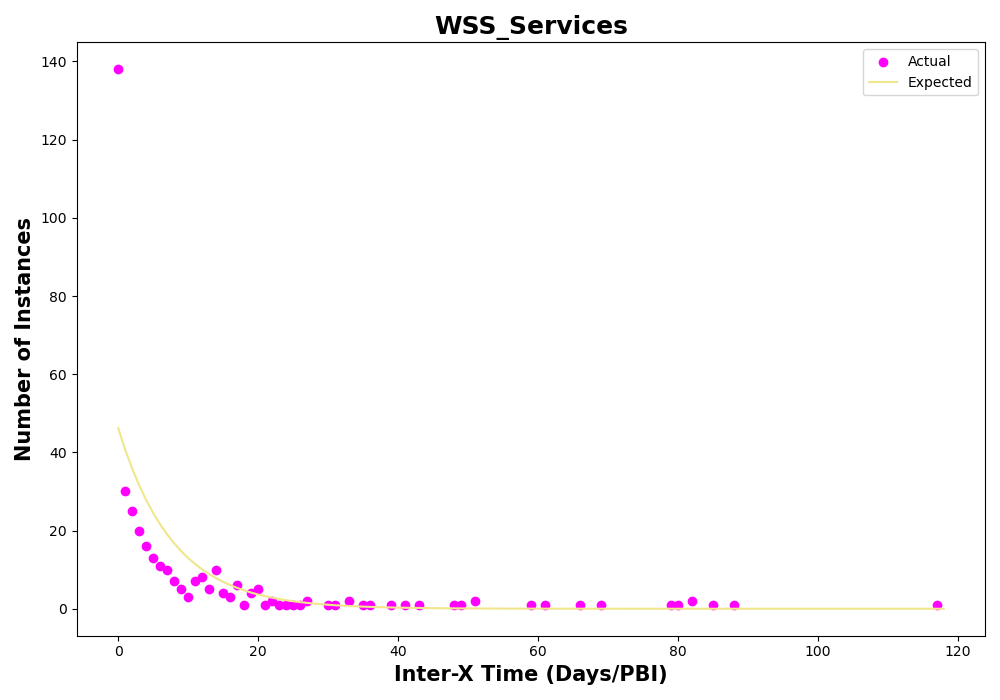 WSS_Services
Actual
Expected
Number of Instances
140
120
100
80
60
40
20
0
0 20 40 60 80 100 120
Inter-X Time (Days/PBI)